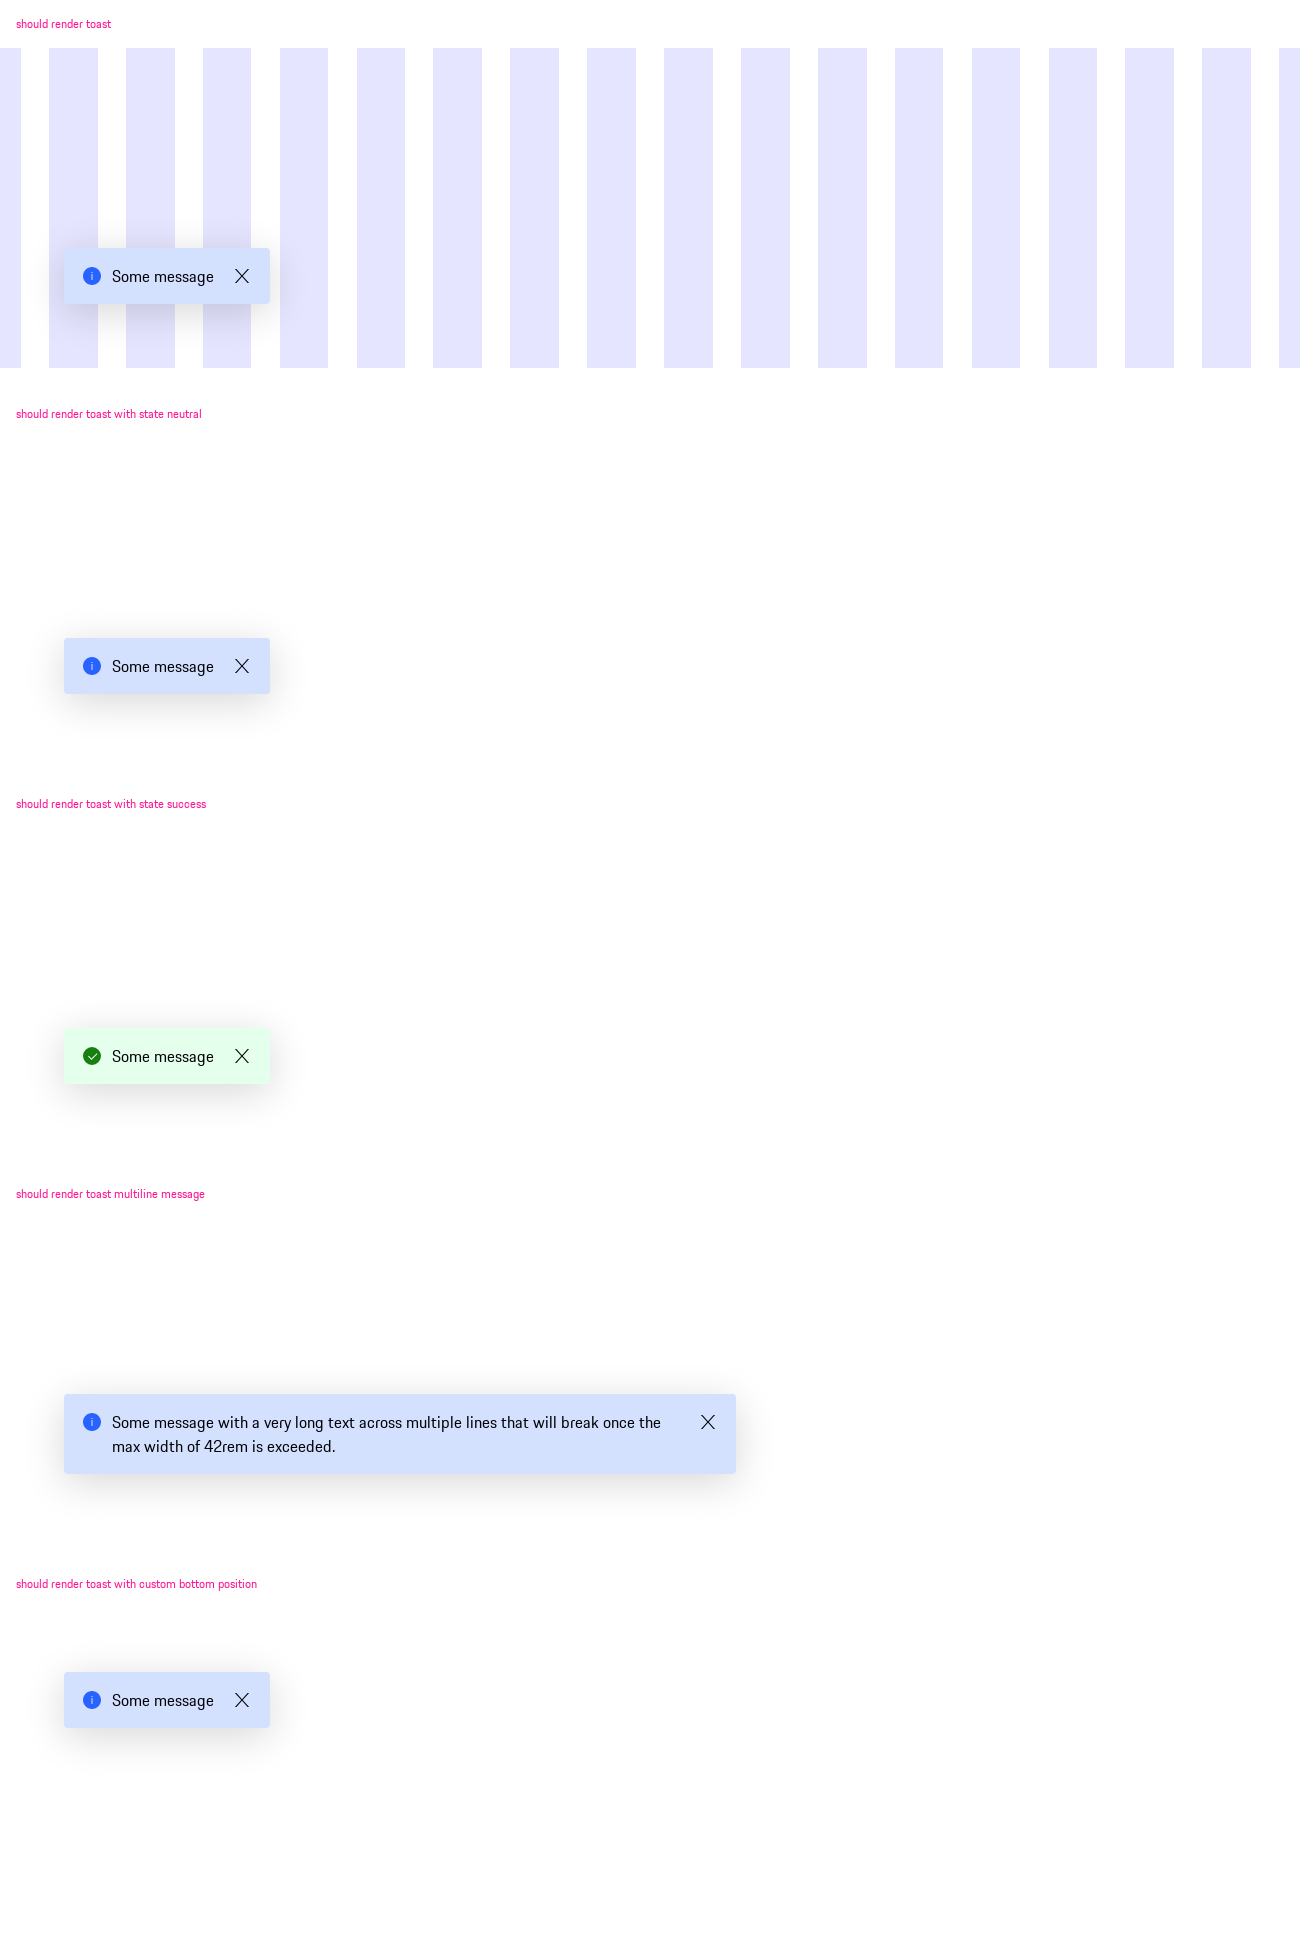 should render toast
Some message
should render toast with state neutral
Some message
should render toast with state success
Some message
should render toast multiline message
Some message with a very long text across multiple lines that will break once the
max width of 42rem is exceeded.
should render toast with custom bottom position
Some message